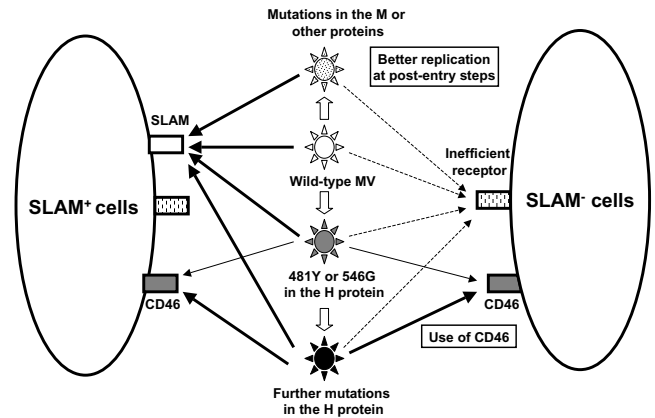 Mutations in the M or
other proteins
Better replication
at post-entry steps
SLAM
Inefficient
receptor
Wild-type MV
SLAM+ cells
SLAM- cells
481Y or 546G
in the H protein
CD46
CD46
Use of CD46
Further mutations
in the H protein